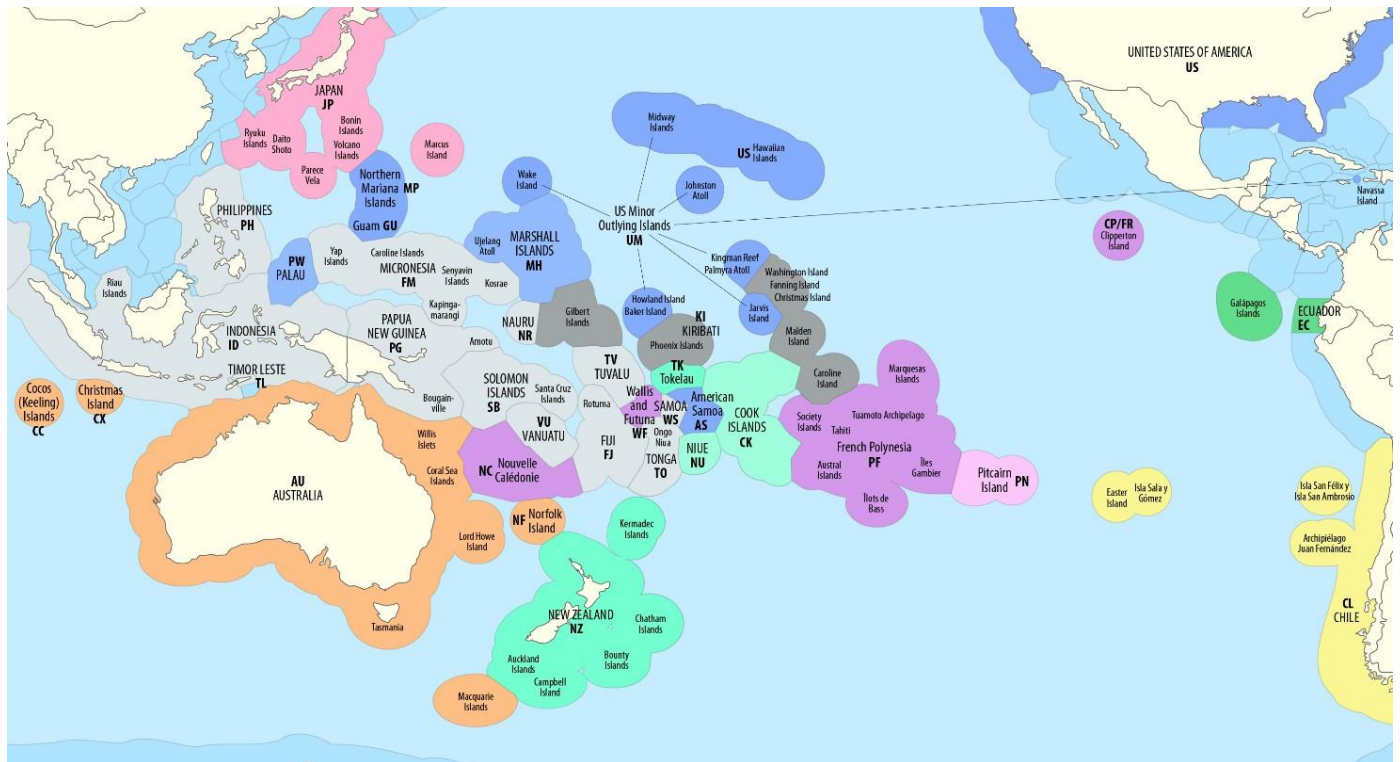 UNITED STATES OF AMERICA
US
JAPAN
JP
Ryuku
Islands
Daito
Shoto
Bonin
Islands
Volcano
Islands
Parece
Vela
Marcus
Island
Midway
Islands
US Hawaiian
Islands
Northern
Mariana MP
Islands
Guam GU
Wake
Island
Johnston
Atoll
US Minor
Outlying Islands
UM
Navassa
Island
CP/FR
Clipperton
Island
PHILIPPINES
PH
PW
PALAU
Yap
Islands
Caroline Islands
MICRONESIA
FM
Senyavin
Islands
Kosrae
Ujelang
Atoll
MARSHALL
ISLANDS
MH
Kingman Reef
Palmyra Atoll
Washington Island
Fanning Island
Christmas Island
Riau
Islands
Kapinga-
marangi
Howland Island
Baker Island
Jarvis
Island
Galápagos
Islands
ECUADOR
EC
INDONESIA
ID
PAPUA
NEW GUINEA
PG
NAURU
NR
Gilbert
Islands
KI
KIRIBATI
Phoenix Islands
Malden
Island
Amotu
TIMOR LESTE
TL
TV
TUVALU
TK
Tokelau
Caroline
Island
Marquesas
Islands
Cocos
(Keeling)
Islands
CC
Christmas
Island
CX
Bougain-
ville
SOLOMON
ISLANDS
SB
Santa Cruz
Islands
Rotuma
Wallis
and
Futuna
WF
SAMOA
WS
American
Samoa
AS
COOK
ISLANDS
CK
Society
Islands
Tuamoto Archipelago
Tahiti
French Polynesia
PF
Austral
Islands
Îles
Gambier
Îlots de
Bass
Pitcairn
Island PN
VU
VANUATU
FIJI
FJ
Ongo
Niua
TONGA
TO
NIUE
NU
Willis
Islets
Coral Sea
Islands
NC Nouvelle
Calédonie
AU
AUSTRALIA
NF Norfolk
Island
Lord Howe
Island
Kermadec
Islands
Easter
Island
Isla Sala y
Gómez
Isla San Félix y
Isla San Ambrosio
Archipiélago
Juan Fernández
CL
CHILE
Tasmania
NEW ZEALAND
NZ
Chatham
Islands
Auckland
Islands
Bounty
Islands
Campbell
Island
Macquarie
Islands